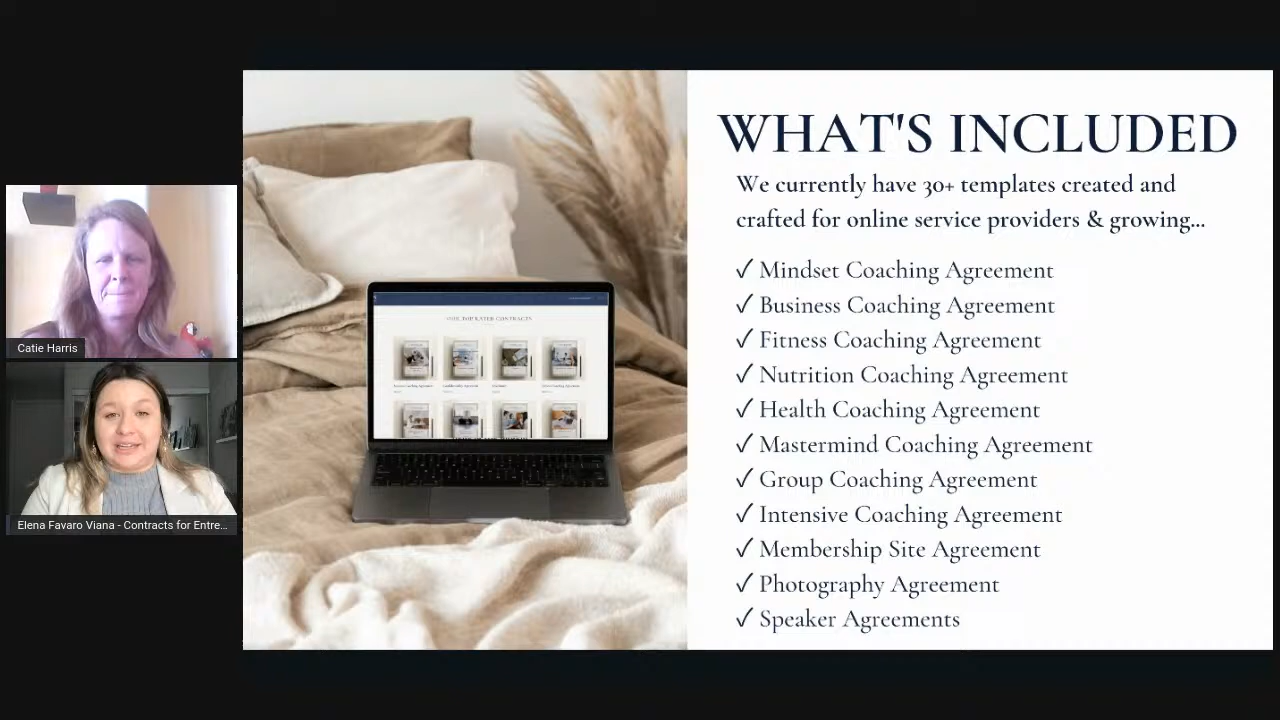 Catie Harris
Elena Favaro Viana - Contracts for Entre...
WHAT'S INCLUDED
We currently have 30+ templates created and
crafted for online service providers & growing...
✓ Mindset Coaching Agreement
✓ Business Coaching Agreement
✓ Fitness Coaching Agreement
✓ Nutrition Coaching Agreement
✓ Health Coaching Agreement
✓ Mastermind Coaching Agreement
✓ Group Coaching Agreement
✓ Intensive Coaching Agreement
✓ Membership Site Agreement
✓ Photography Agreement
✓ Speaker Agreements